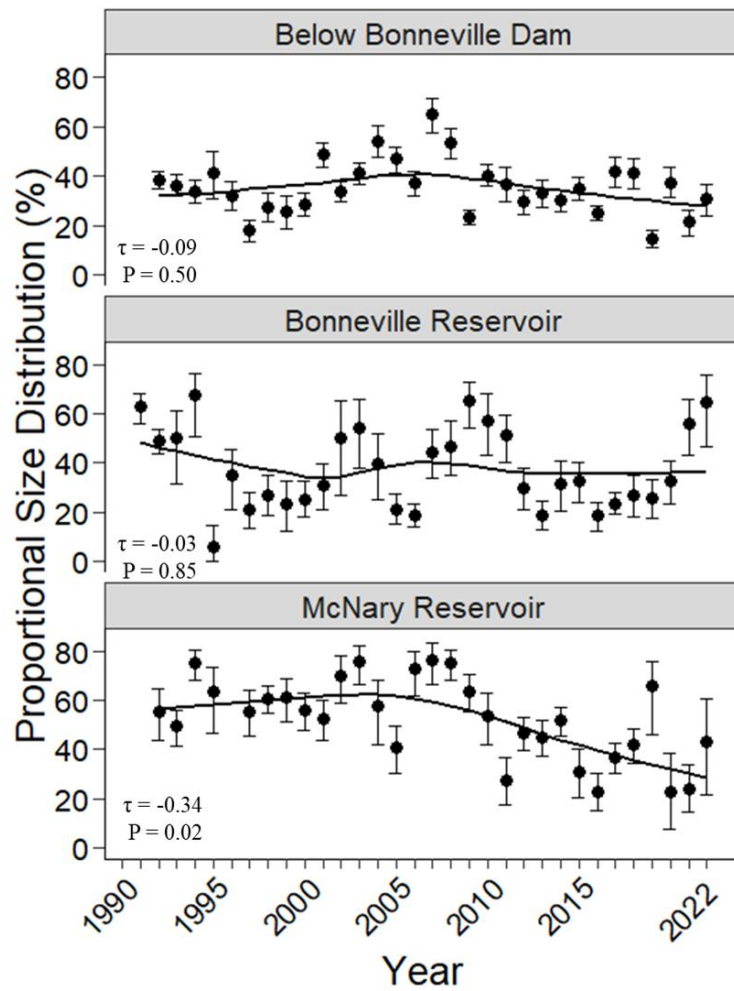 Below Bonneville Dam
80
60
40
20
0
τ = -0.09
P = 0.50
Bonneville Reservoir
80
60
40
20
0
τ = -0.03
P = 0.85
McNary Reservoir
80
60
40
20
0
τ = -0.34
P = 0.02
Proportional Size Distribution (%)
1990 1995 2000 2005 2010 2015 2022
Year